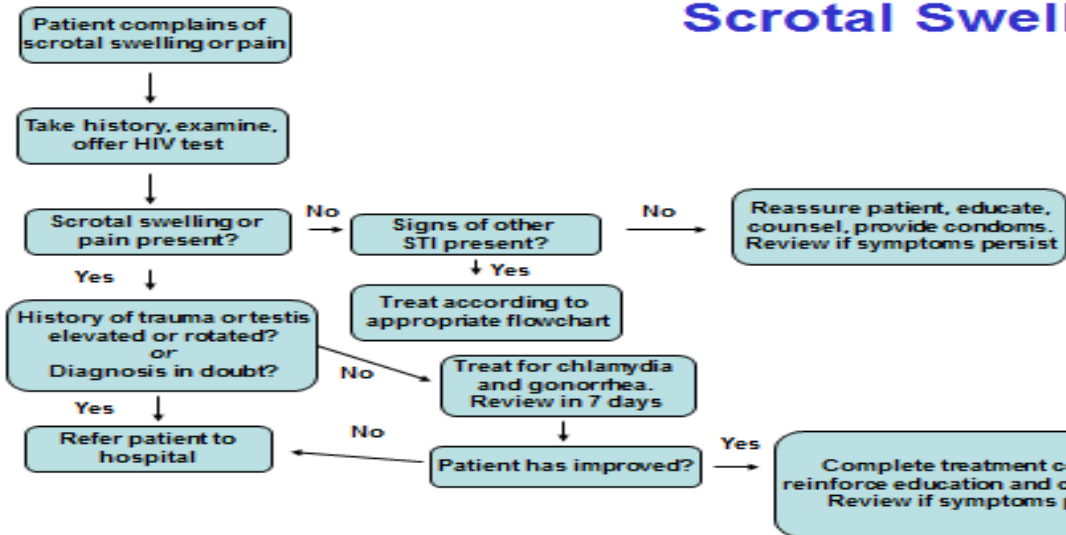 Scrotal Swell
Patient complains of
scrotal swelling or pain
Take history, examine,
offer HIV test
Scrotal swelling or
pain present?
No
Signs of other
STI present?
No
Reassure patient, educate,
counsel, provide condoms.
Review if symptoms persist
Yes
Yes
Treat according to
appropriate flowchart
History of trauma or testis
elevated or rotated?
or
Diagnosis in doubt?
No
Treat for chlamydia
and gonorrhea.
Review in 7 days
Yes
Refer patient to
hospital
No
Patient has improved?
Yes
Complete treatment
reinforce education and
Review if symptoms